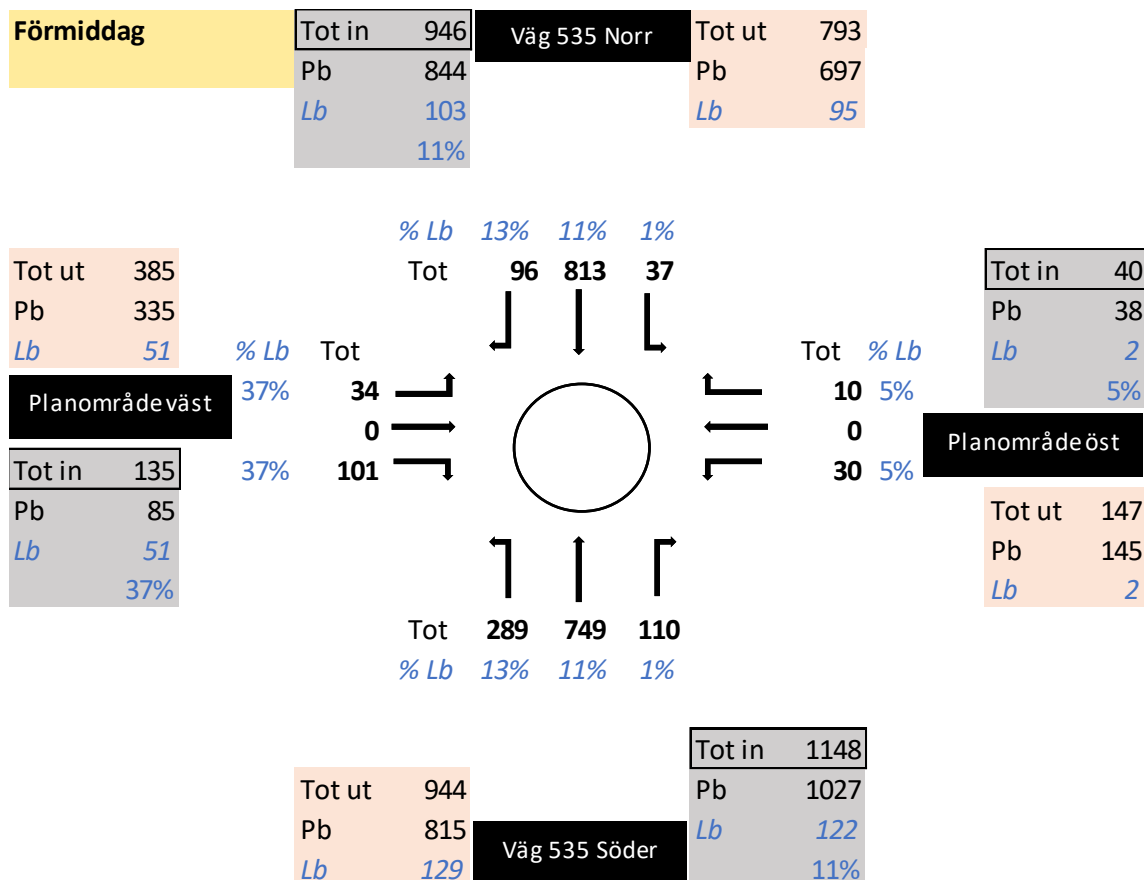 Förmiddag
Tot in 946
Väg 535 Norr
Tot ut 793
Pb 844
Pb 697
Lb 103
Lb 95
11%
% Lb 13% 11% 1%
Tot 96 813 37
Tot ut 385
Pb 335
Lb 51
Planområde väst
Tot in 135
Pb 85
Lb 51
37%
% Lb Tot
37% 34
0
37% 101
Tot % Lb
10 5%
0
30 5%
Tot in 40
Pb 38
Lb 2
5%
Planområde öst
Tot ut 147
Pb 145
Lb 2
Tot 289 749 110
% Lb 13% 11% 1%
Tot ut 944
Pb 815
Lb 129
Väg 535 Söder
Tot in 1148
Pb 1027
Lb 122
11%